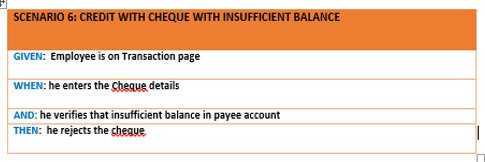 SCENARIO 6: CREDIT WITH CHEQUE WITH INSUFFICIENT BALANCE
GIVEN: Employee is on Transaction page
WHEN: he enters the Cheque details
AND: he verifies that insufficient balance in payee account
THEN: he rejects the cheque